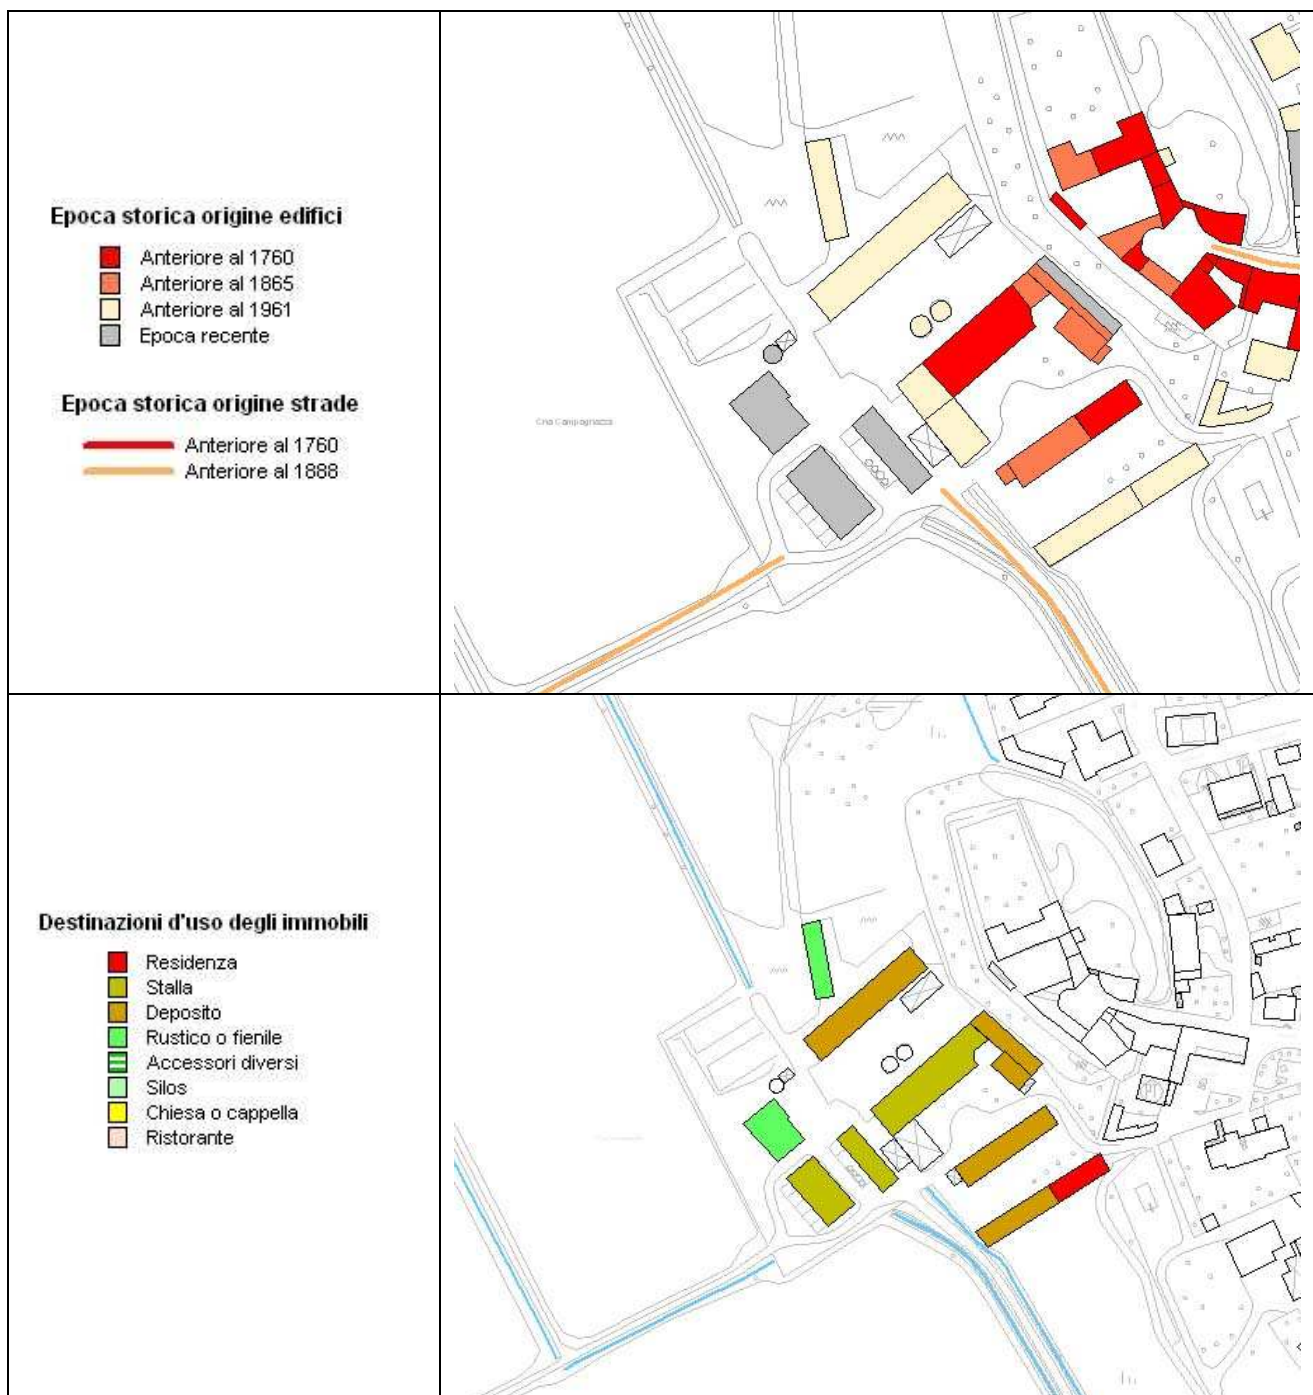 Epoca storica origine edifici
Anteriore al 1760
Anteriore al 1865
Anteriore al 1961
Epoca recente
Epoca storica origine strade
Anteriore al 1760
Anteriore al 1888
Cna Campagnazza
Destinazioni d'uso degli immobili
Residenza
Stalla
Deposito
Rustico o fienile
Accessori diversi
Silos
Chiesa o cappella
Ristorante